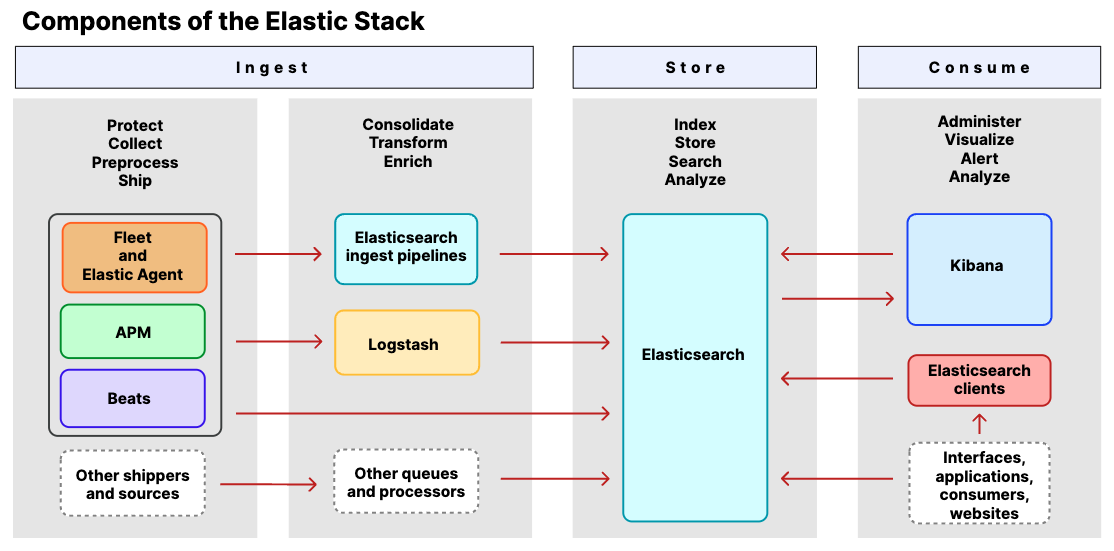 Components of the Elastic Stack
Ingest
Store
Consume
Protect
Collect
Preprocess
Ship
Consolidate
Transform
Enrich
Index
Store
Search
Analyze
Administer
Visualize
Alert
Analyze
Fleet
and
Elastic Agent
APM
Beats
Other shippers
and sources
Elasticsearch
ingest pipelines
Logstash
Other queues
and processors
Elasticsearch
Kibana
Elasticsearch
clients
Interfaces,
applications,
consumers,
websites